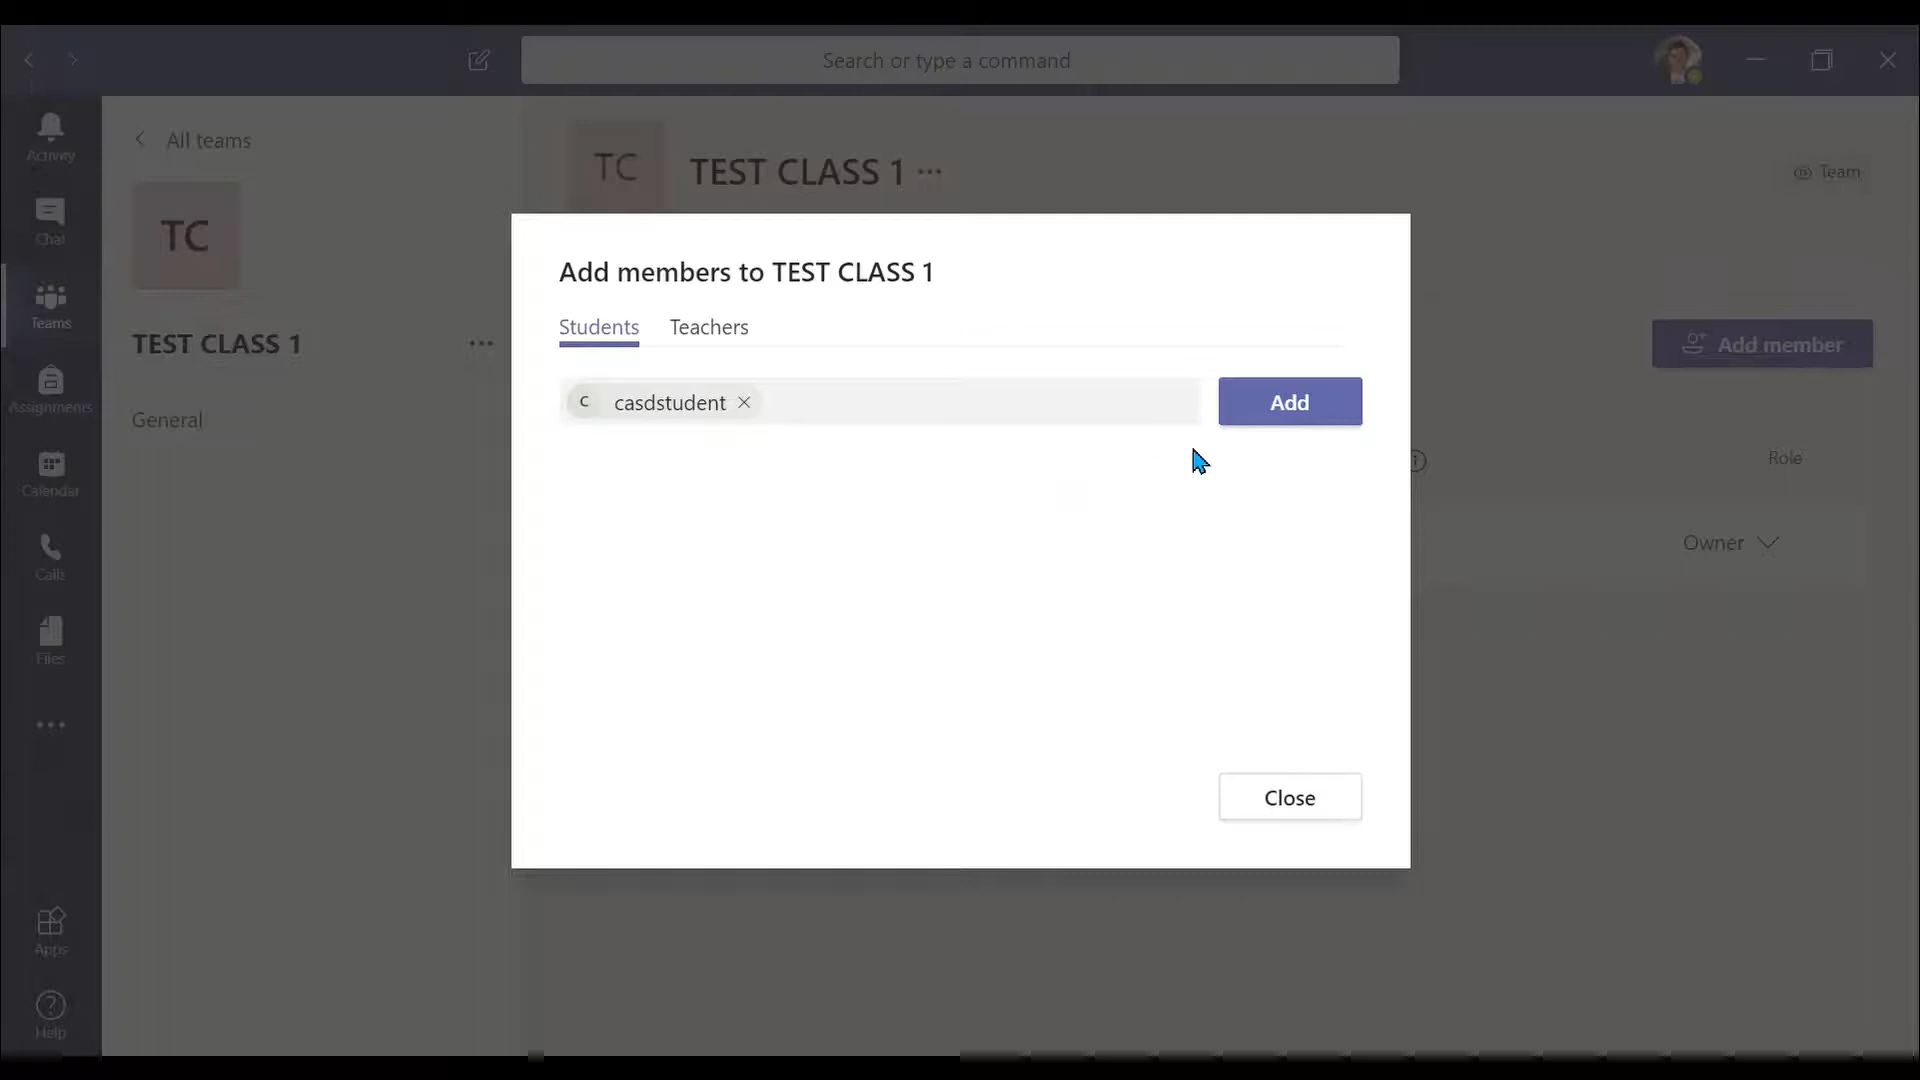 Search or type a command
Activity
Chat
Teams
Assignments
Calendar
Calls
Files
Apps
Help
All teams
TC
TEST CLASS 1
General
TC
TEST CLASS 1
Team
Add member
Role
Owner
Add members to TEST CLASS 1
Students Teachers
C casdstudent
Add
Close